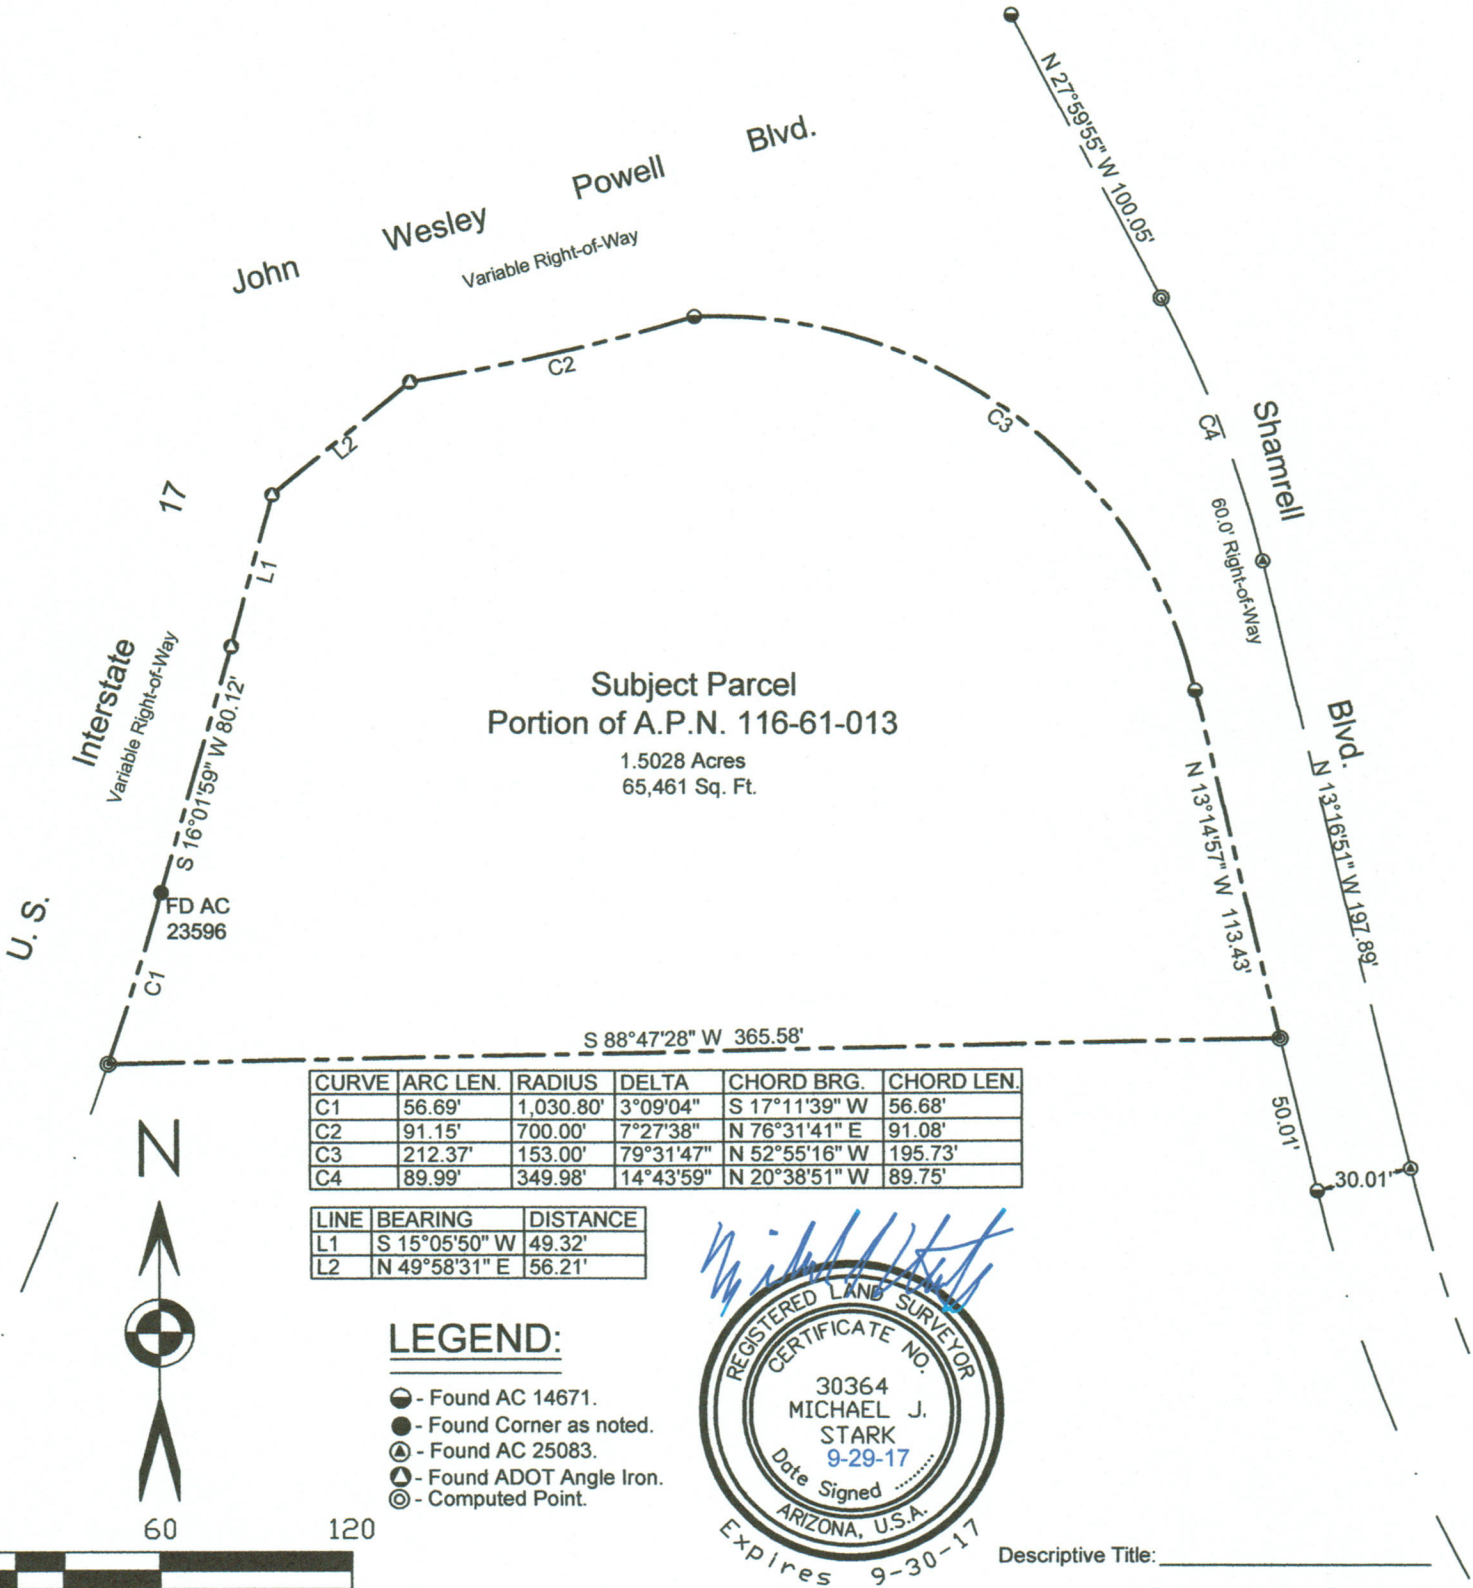 N 27°59'55" W 100.05'
John Wesley Powell Blvd.
Variable Right-of-Way
C2
C3
L2
C4
Shamrell Blvd.
60.0' Right-of-Way
L1
U.S. Interstate 17
Variable Right-of-Way
S 16°01'59" W 80.12'
Subject Parcel
Portion of A.P.N. 116-61-013
1.5028 Acres
65,461 Sq. Ft.
N 13°14'57" W 113.43'
N 13°16'51" W 197.89'
FD AC
23596
C1
S 88°47'28" W 365.58'
50.01'
30.01'
CURVE ARC LEN. RADIUS DELTA CHORD BRG. CHORD LEN.
C1 56.69' 1,030.80' 3°09'04" S 17°11'39" W 56.68'
C2 91.15' 700.00' 7°27'38" N 76°31'41" E 91.08'
C3 212.37' 153.00' 79°31'47" N 52°55'16" W 195.73'
C4 89.99' 349.98' 14°43'59" N 20°38'51" W 89.75'
LINE BEARING DISTANCE
L1 S 15°05'50" W 49.32'
L2 N 49°58'31" E 56.21'
N
LEGEND:
- Found AC 14671.
- Found Corner as noted.
- Found AC 25083.
- Found ADOT Angle Iron.
- Computed Point.
REGISTERED LAND SURVEYOR
CERTIFICATE NO.
30364
MICHAEL J.
STARK
9-29-17
Date Signed ........
ARIZONA, U.S.A.
Expires 9-30-17
60 120
Descriptive Title: